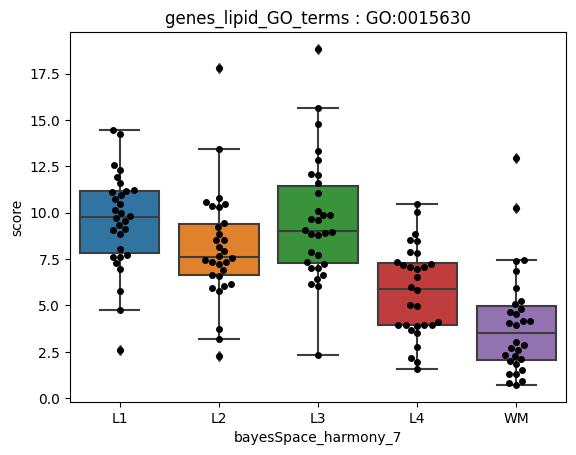 genes_lipid_GO_terms : GO:0015630
17.5
15.0
12.5
10.0
7.5
5.0
2.5
0.0
score
L1 L2 L3 L4 WM
bayesSpace_harmony_7